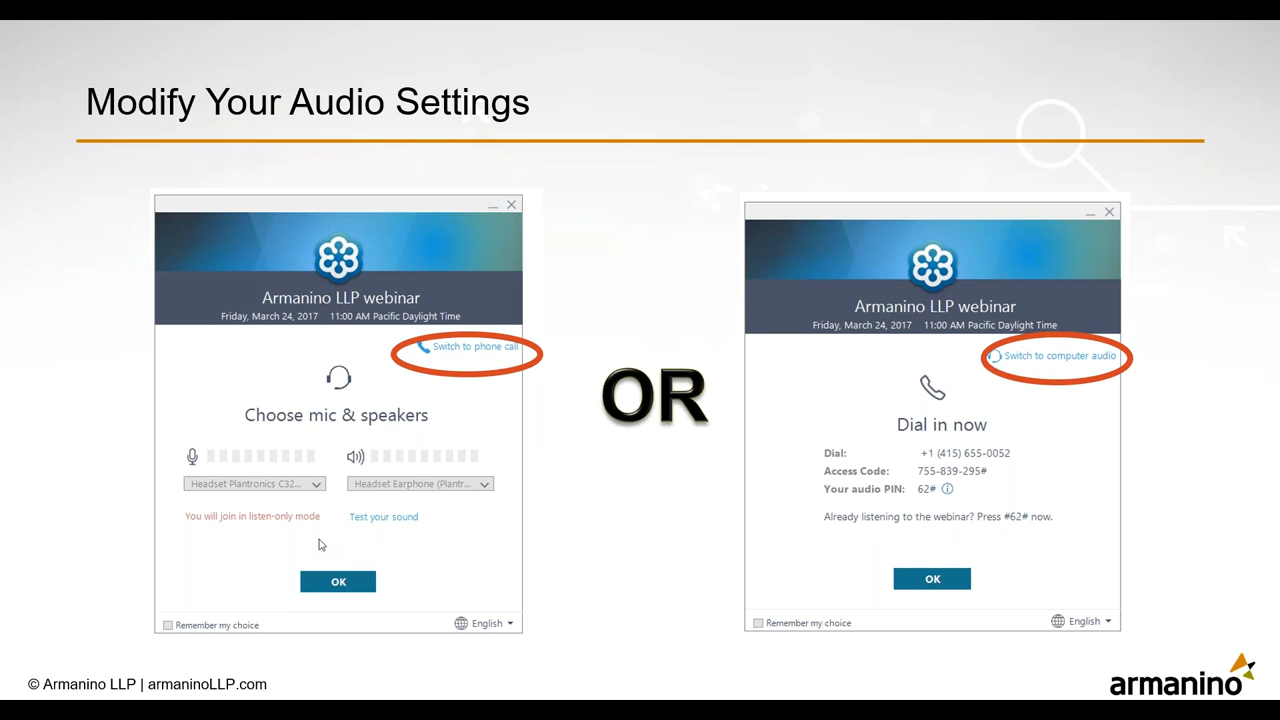 Modify Your Audio Settings
Armanino LLP webinar
Friday, March 24, 2017 11:00 AM Pacific Daylight Time
Switch to phone call
Choose mic & speakers
Headset Plantronics C32... Headset Earphone (Plantr...
You will join in listen-only mode Test your sound
OK
Remember my choice English
OR
Armanino LLP webinar
Friday, March 24, 2017 11:00 AM Pacific Daylight Time
Switch to computer audio
Dial in now
Dial: +1 (415) 655-0052
Access Code: 755-839-295#
Your audio PIN: 62#
Already listening to the webinar? Press #62# now.
OK
Remember my choice English
© Armanino LLP | armaninoLLP.com
armanino